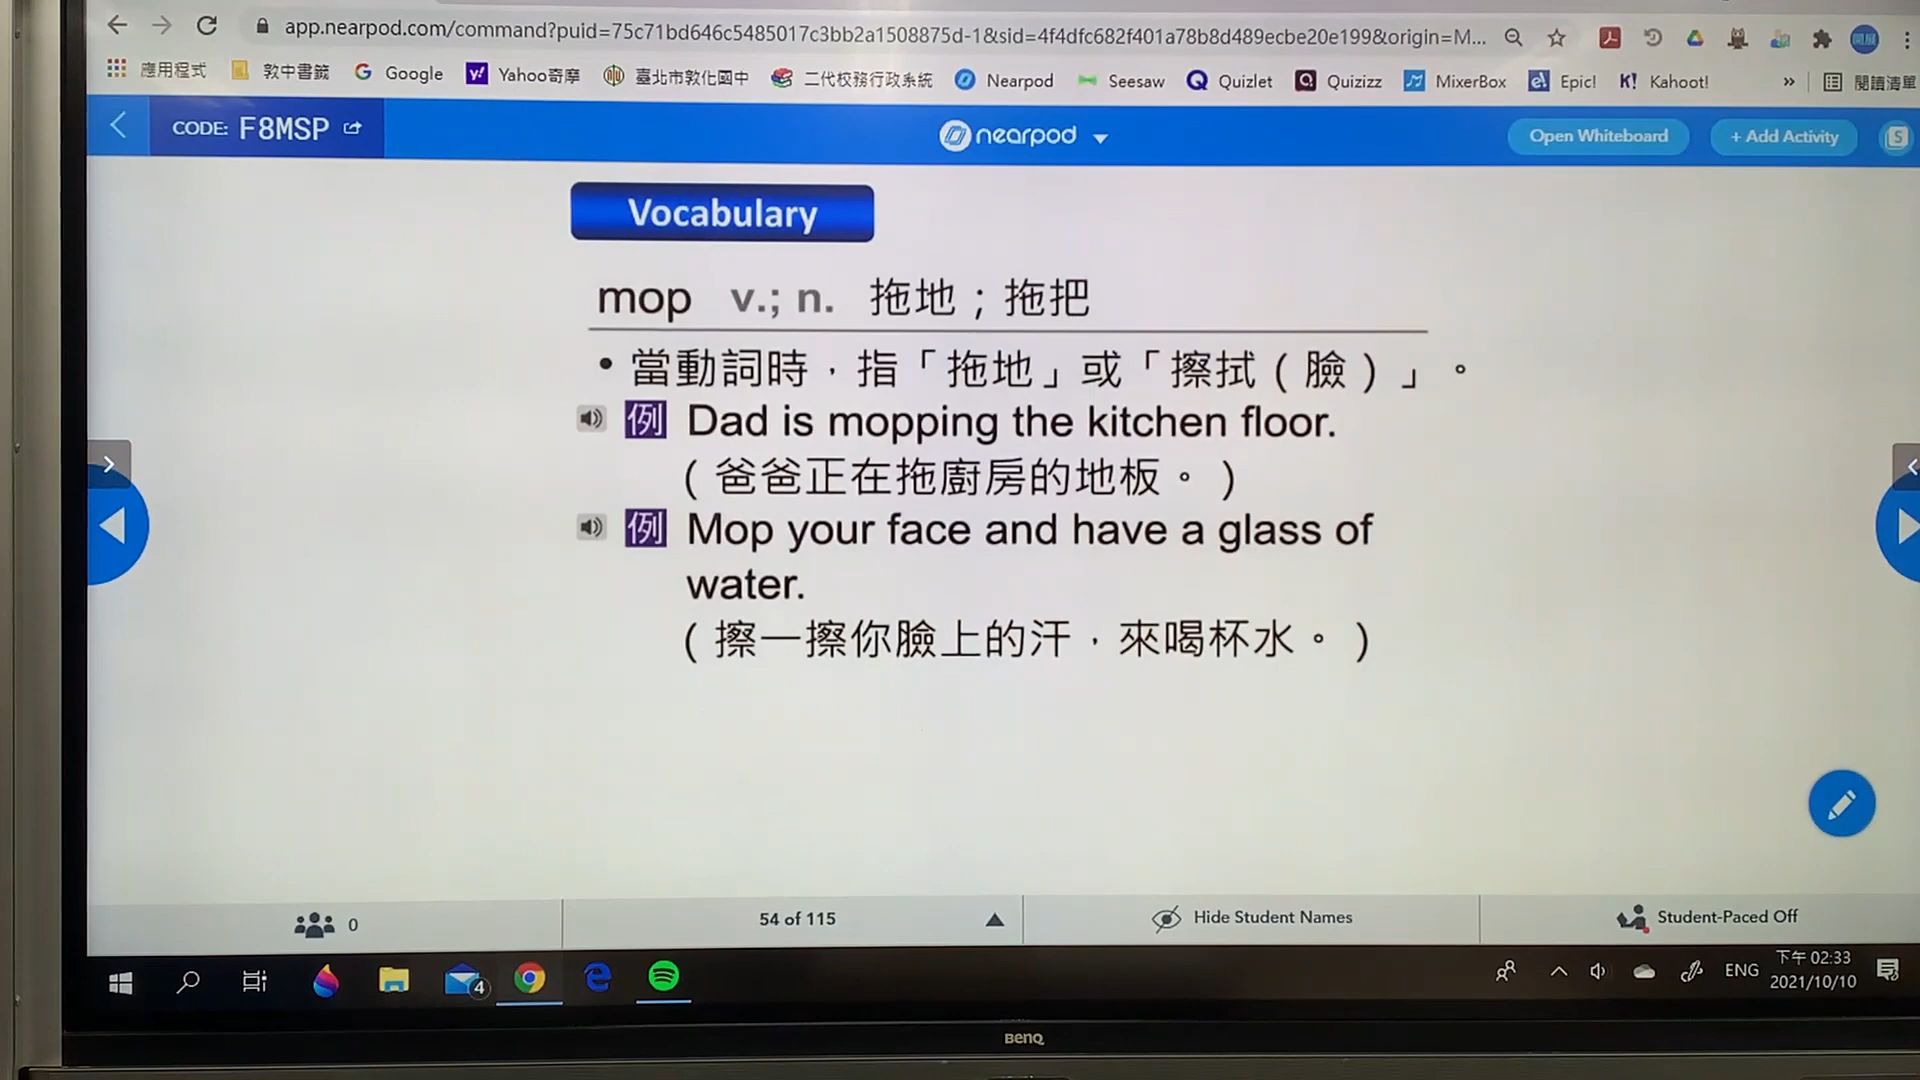 app.nearpod.com/command?puid=75c71bd646c5485017c3bb2a1508875d-1&sid=4f4dfc682f401a78b8d489ecbe20e199&origin=M...
應用程式 敦中書籤 Google Yahoo奇摩 臺北市敦化國中 二代校務行政系統 Nearpod Seesaw Quizlet Quizizz MixerBox Epic! K! Kahoot! » 閱讀清單
CODE: F8MSP nearpod Open Whiteboard + Add Activity S
Vocabulary
mop v.; n. 拖地；拖把
• 當動詞時，指「拖地」或「擦拭（臉）」。
例 Dad is mopping the kitchen floor.
（爸爸正在拖廚房的地板。）
例 Mop your face and have a glass of
water.
（擦一擦你臉上的汗，來喝杯水。）
0 54 of 115 Hide Student Names Student-Paced Off
4 ENG 下午 02:33
2021/10/10
BenQ